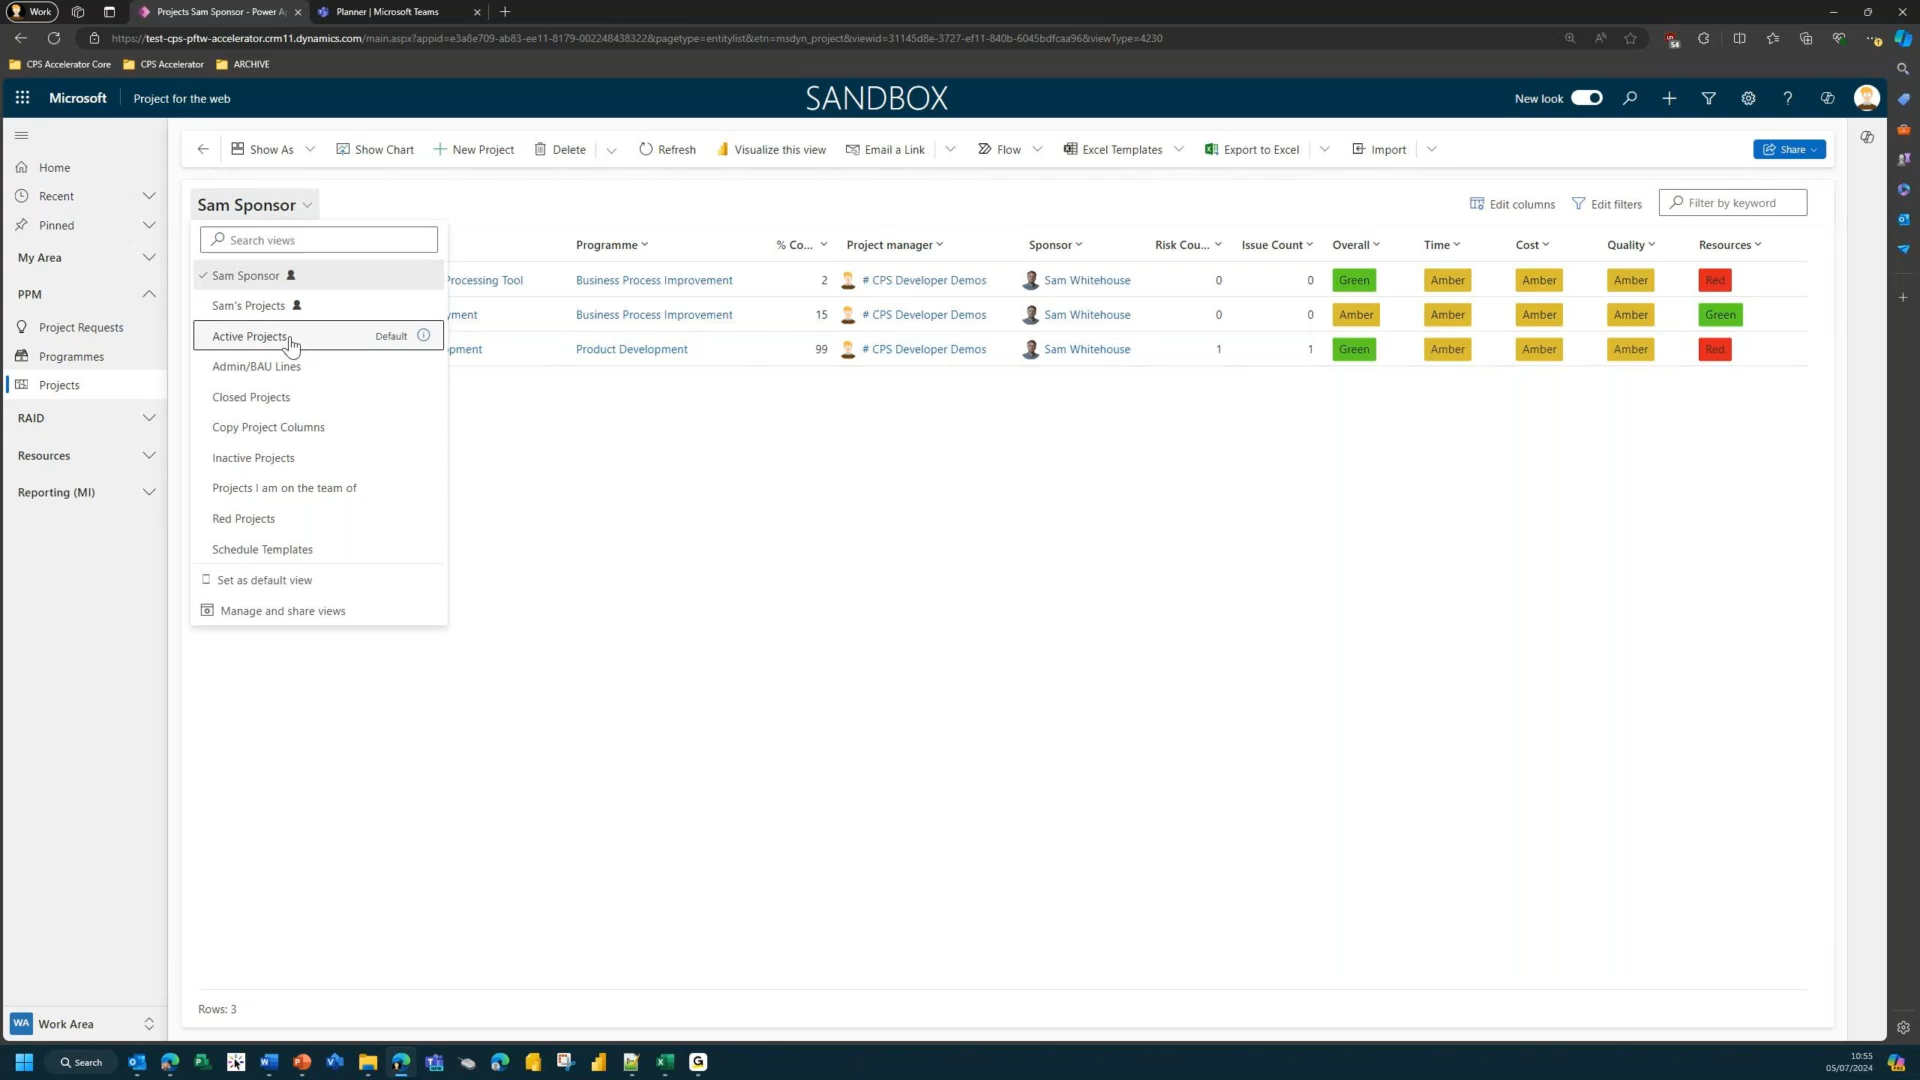 Work
Projects Sam Sponsor - Power Ap
Planner | Microsoft Teams
https://test-cps-pftw-accelerator.crm11.dynamics.com/main.aspx?appid=e3a8e709-ab83-ee11-8179-002248438322&pagetype=entitylist&etn=msdyn_project&viewid=31145d8e-3727-ef11-840b-6045bdfcaa96&viewType=4230
54
CPS Accelerator Core
CPS Accelerator
ARCHIVE
Microsoft
Project for the web
SANDBOX
New look
Show As
Show Chart
New Project
Delete
Refresh
Visualize this view
Email a Link
Flow
Excel Templates
Export to Excel
Import
Share
Home
Recent
Pinned
My Area
PPM
Project Requests
Programmes
Projects
RAID
Resources
Reporting (MI)
WA
Work Area
Sam Sponsor
Edit columns
Edit filters
Filter by keyword
Search views
Sam Sponsor
Sam's Projects
Active Projects
Default
Admin/BAU Lines
Closed Projects
Copy Project Columns
Inactive Projects
Projects I am on the team of
Red Projects
Schedule Templates
Set as default view
Manage and share views
Programme
% Co...
Project manager
Sponsor
Risk Cou...
Issue Count
Overall
Time
Cost
Quality
Resources
Processing Tool Business Process Improvement 2 # CPS Developer Demos Sam Whitehouse 0 0 Green Amber Amber Amber Red
yment Business Process Improvement 15 # CPS Developer Demos Sam Whitehouse 0 0 Amber Amber Amber Amber Green
pment Product Development 99 # CPS Developer Demos Sam Whitehouse 1 1 Green Amber Amber Amber Red
Rows: 3
Search
10:55
05/07/2024